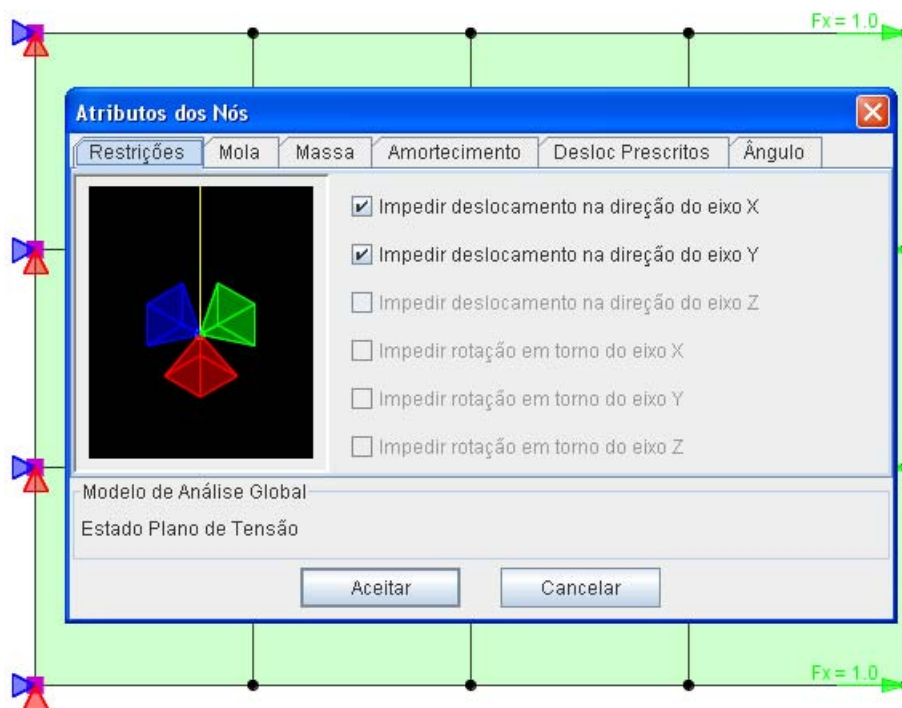 Fx = 1.0
Atributos dos Nós
Restrições Mola Massa Amortecimento Desloc Prescritos Ângulo
Impedir deslocamento na direção do eixo X
Impedir deslocamento na direção do eixo Y
Impedir deslocamento na direção do eixo Z
Impedir rotação em torno do eixo X
Impedir rotação em torno do eixo Y
Impedir rotação em torno do eixo Z
Modelo de Análise Global
Estado Plano de Tensão
Aceitar Cancelar
Fx = 1.0